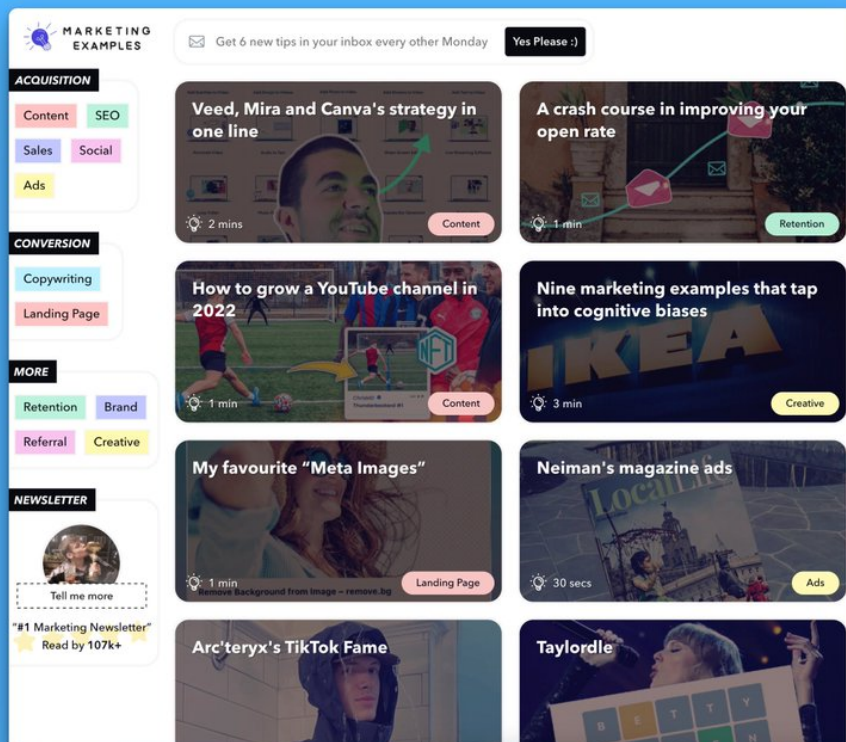 MARKETING
EXAMPLES
Get 6 new tips in your inbox every other Monday
Yes Please :)
ACQUISITION
Content
SEO
Sales
Social
Ads
CONVERSION
Copywriting
Landing Page
MORE
Retention
Brand
Referral
Creative
NEWSLETTER
Tell me more
"#1 Marketing Newsletter"
Read by 107k+
Veed, Mira and Canva's strategy in
one line
2 mins
Content
A crash course in improving your
open rate
1 min
Retention
How to grow a YouTube channel in
2022
NFT
1 min
Content
Nine marketing examples that tap
into cognitive biases
IKEA
3 min
Creative
My favourite “Meta Images”
1 min
Landing Page
Remove Background from Image – remove.bg
Neiman's magazine ads
LocalLife
30 secs
Ads
Arc'teryx's TikTok Fame
Taylordle
B E T T Y